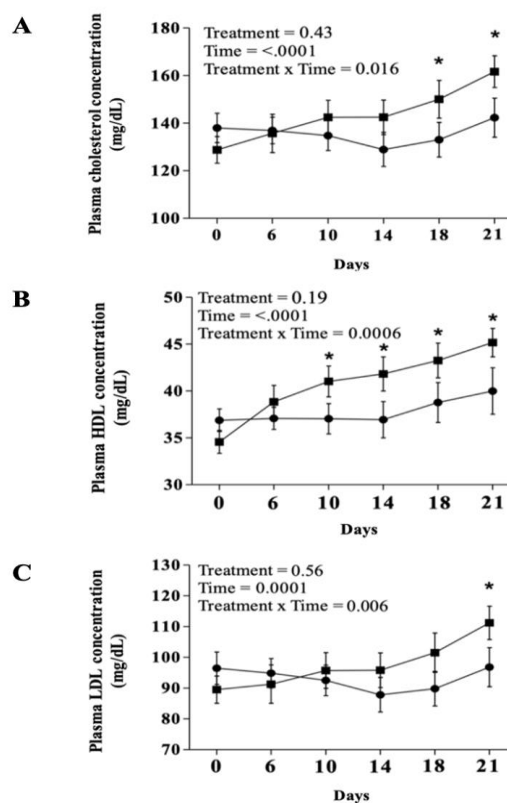 A
Plasma cholesterol concentration
(mg/dL)
Treatment = 0.43
Time = <.0001
Treatment x Time = 0.016
* *
180
160
140
120
100
0 6 10 14 18 21
Days
B
Plasma HDL concentration
(mg/dL)
Treatment = 0.19
Time = <.0001
Treatment x Time = 0.0006
* * * *
50
45
40
35
30
0 6 10 14 18 21
Days
C
Plasma LDL concentration
(mg/dL)
Treatment = 0.56
Time = 0.0001
Treatment x Time = 0.006
*
130
120
110
100
90
80
70
0 6 10 14 18 21
Days